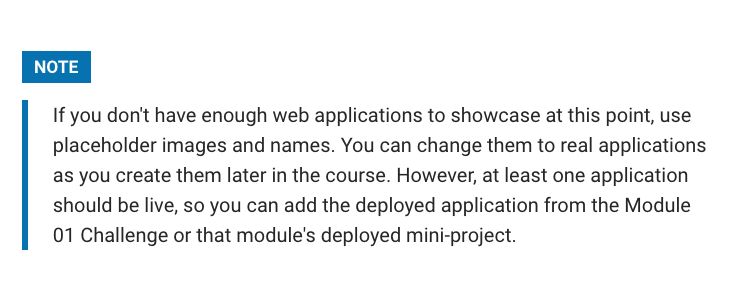 NOTE
If you don't have enough web applications to showcase at this point, use
placeholder images and names. You can change them to real applications
as you create them later in the course. However, at least one application
should be live, so you can add the deployed application from the Module
01 Challenge or that module's deployed mini-project.